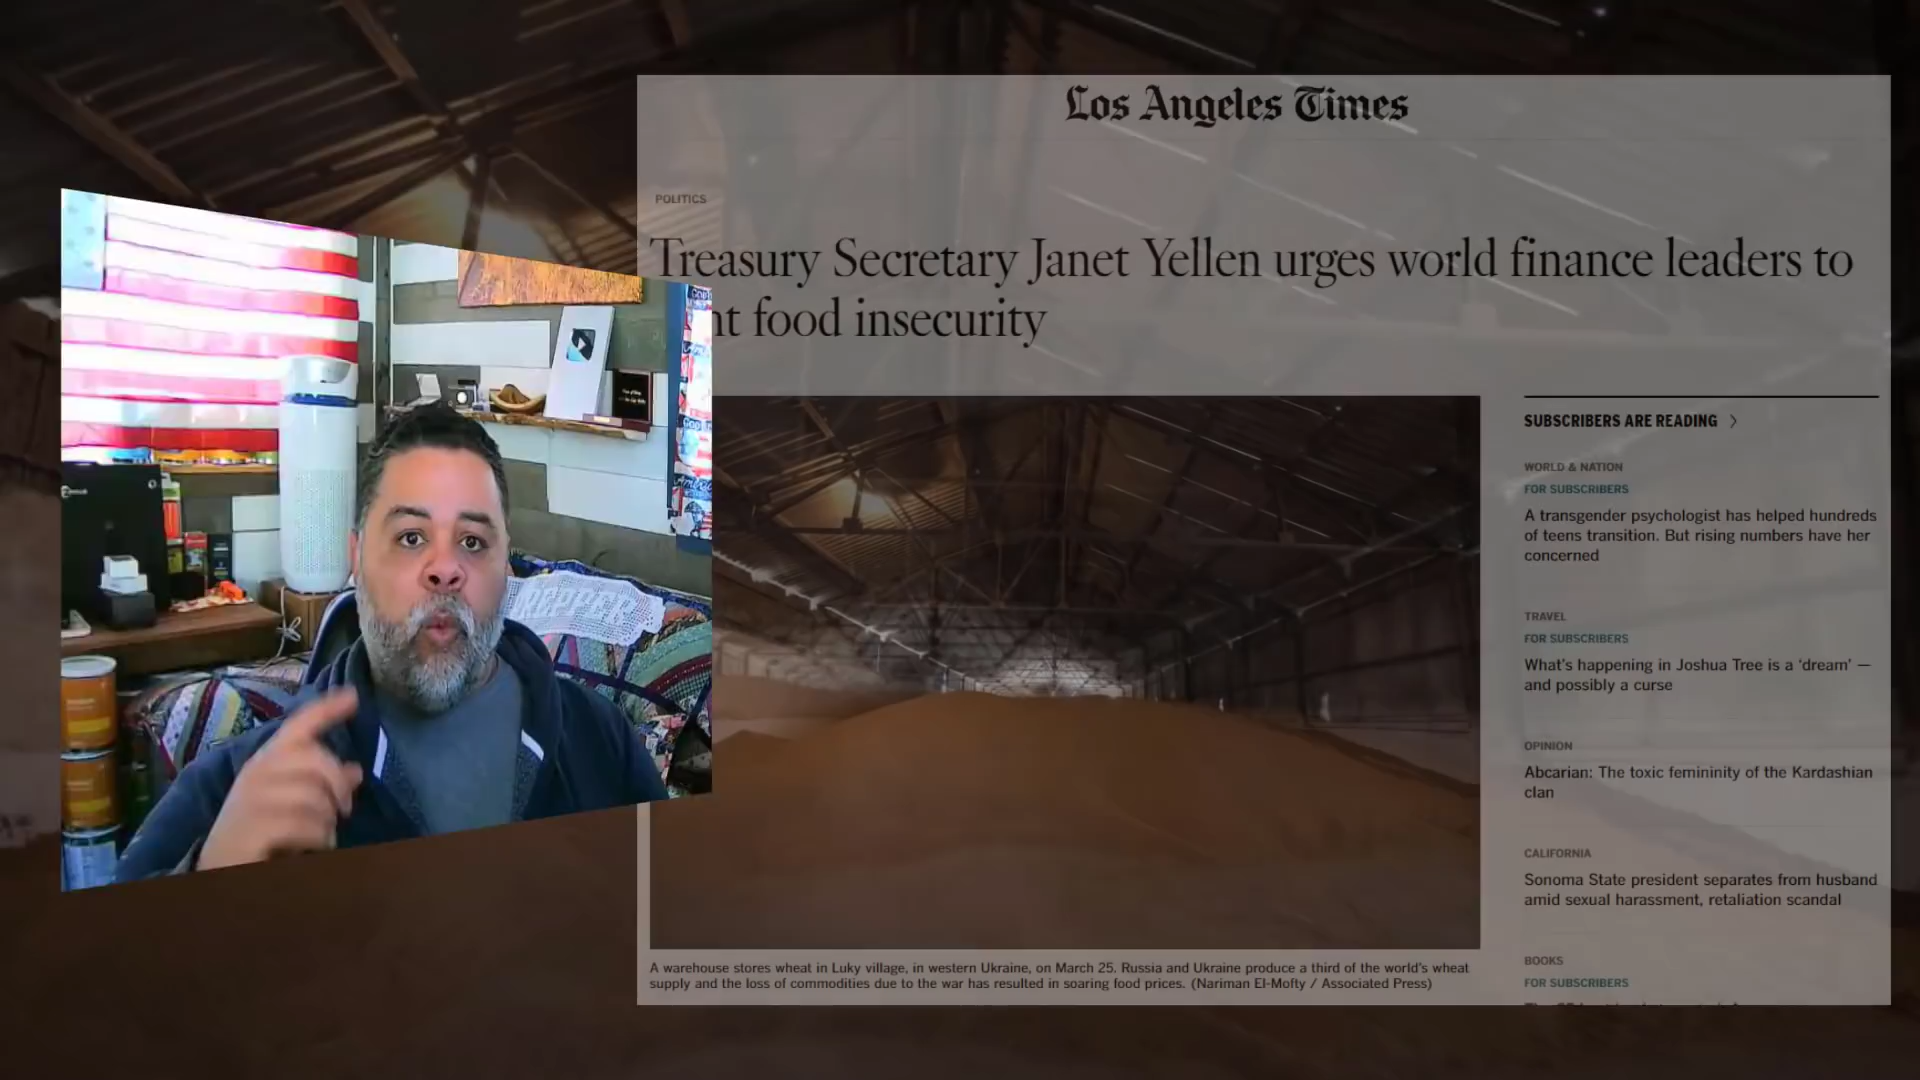 Los Angeles Times
POLITICS
Treasury Secretary Janet Yellen urges world finance leaders to
nt food insecurity
SUBSCRIBERS ARE READING
WORLD & NATION
FOR SUBSCRIBERS
A transgender psychologist has helped hundreds
of teens transition. But rising numbers have her
concerned
TRAVEL
FOR SUBSCRIBERS
What's happening in Joshua Tree is a ‘dream’ —
and possibly a curse
OPINION
Abcarian: The toxic femininity of the Kardashian
clan
CALIFORNIA
Sonoma State president separates from husband
amid sexual harassment, retaliation scandal
BOOKS
FOR SUBSCRIBERS
A warehouse stores wheat in Luky village, in western Ukraine, on March 25. Russia and Ukraine produce a third of the world's wheat
supply and the loss of commodities due to the war has resulted in soaring food prices. (Nariman El-Mofty / Associated Press)